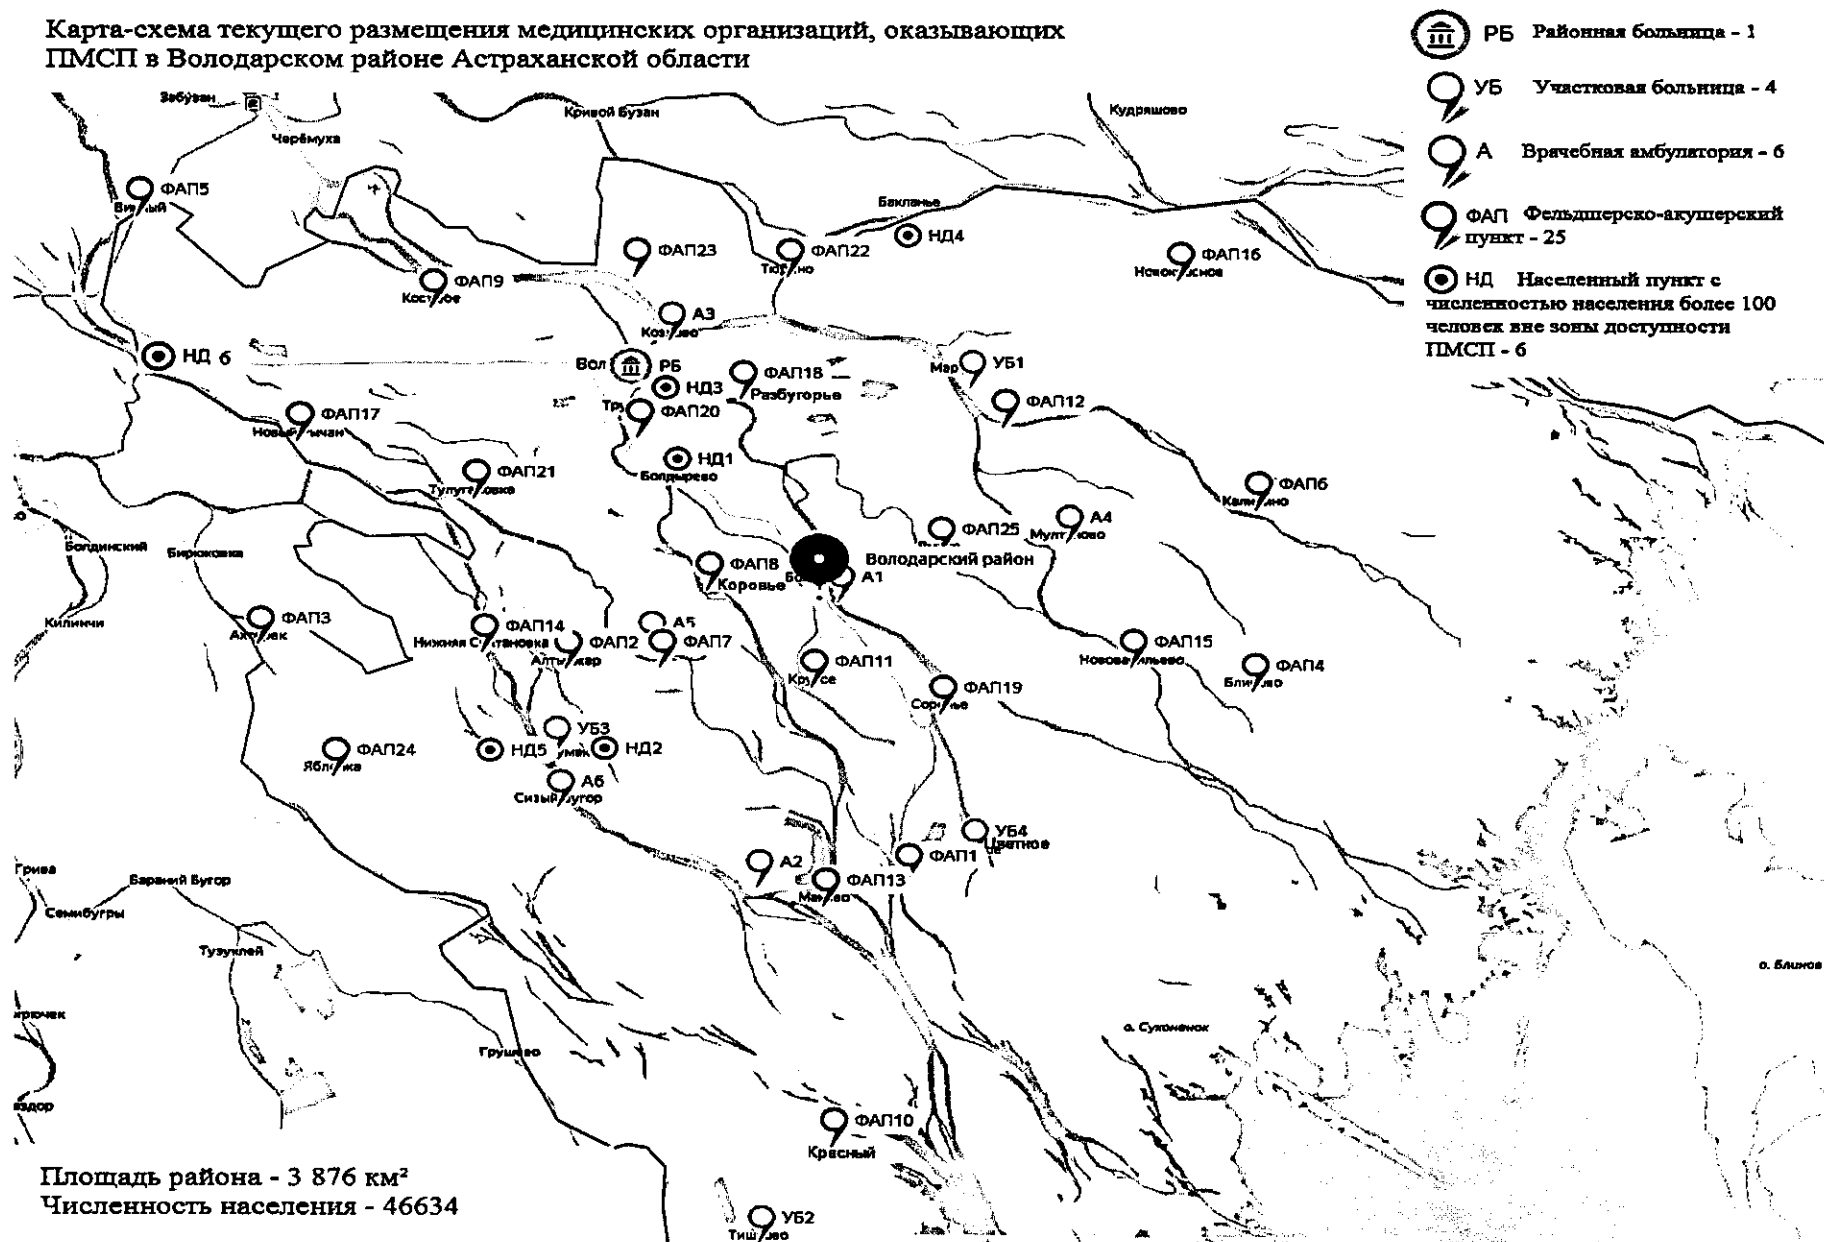 Карта-схема текущего размещения медицинских организаций, оказывающих
ПМСП в Володарском районе Астраханской области
РБ Районная больница - 1
УБ Участковая больница - 4
А Врачебная амбулатория - 6
ФАП Фельдшерско-акушерский
пункт - 25
НД Населенный пункт с
численностью населения более 100
человек вне зоны доступности
ПМСП - 6
Забузан
Черёмуха
Кривой Бузан
Кудряшово
ФАП5
Бакланье
НД4
ФАП23
ФАП22
ФАП16
ФАП9
А3
НД 6
РБ
УБ1
ФАП18
НД3
Разбугорье
ФАП20
ФАП12
ФАП17
НД1
Болдырево
ФАП21
ФАП6
А4
ФАП25
Болдинский
Бирюковка
Володарский район
ФАП8
Коровье
А1
Килинчи
ФАП3
ФАП14
А5
ФАП2
ФАП7
ФАП15
Нижняя
ФАП11
ФАП4
ФАП19
УБ3
НД5
НД2
ФАП24
А6
Сизый
УБ4
Цветное
ФАП1
А2
ФАП13
Грива
Бараний Бугор
Семибугры
Тузуклей
о. Блинов
о. Сухоненок
ФАП10
Красный
Площадь района - 3 876 км²
Численность населения - 46634
УБ2